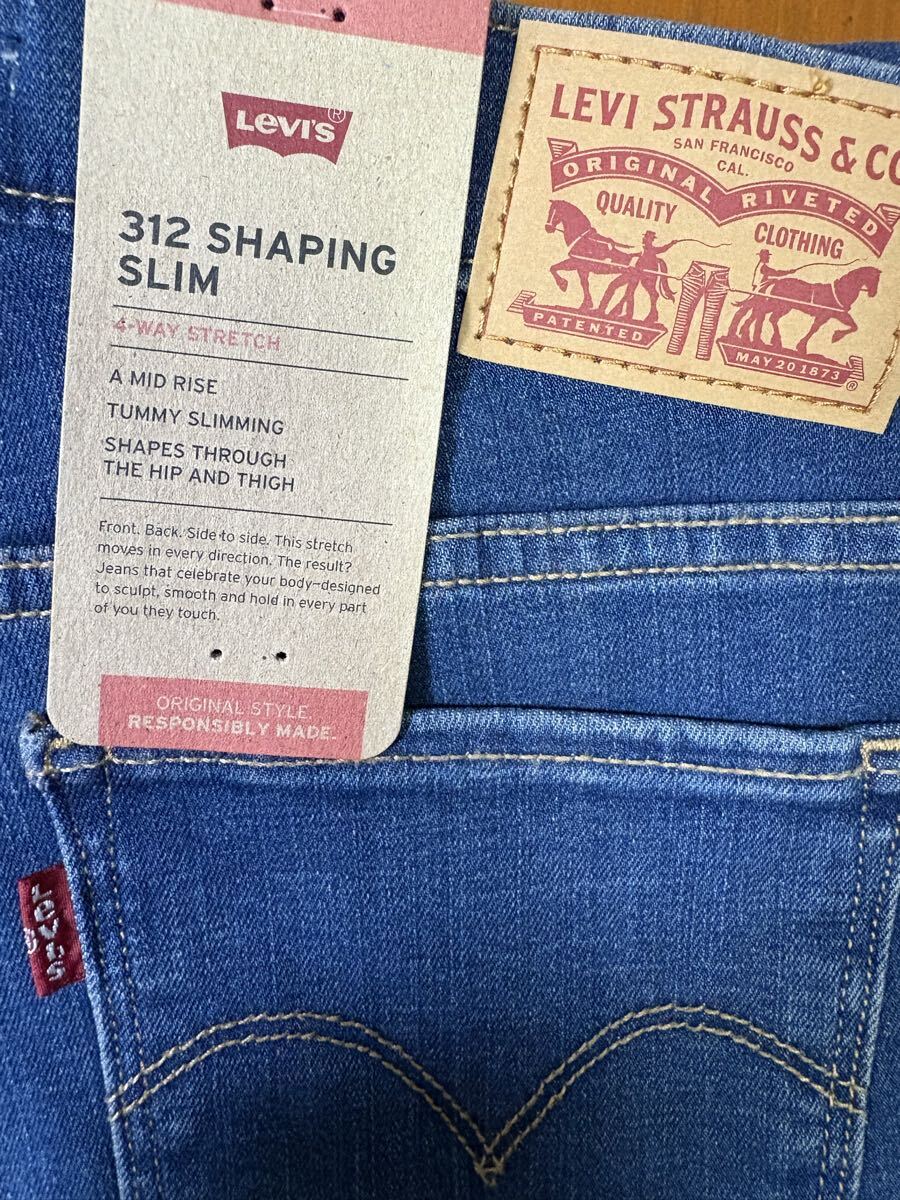 LEVI'S®
312 SHAPING
SLIM
4-WAY STRETCH
A MID RISE
TUMMY SLIMMING
SHAPES THROUGH
THE HIP AND THIGH
Front. Back. Side to side. This stretch
moves in every direction. The result?
Jeans that celebrate your body—designed
to sculpt, smooth and hold in every part
of you they touch.
ORIGINAL STYLE
RESPONSIBLY MADE.
LEVI STRAUSS & CO
SAN FRANCISCO
CAL.
ORIGINAL RIVETED
QUALITY
CLOTHING
PATENTED
MAY 20 1873
®
Levi's
®